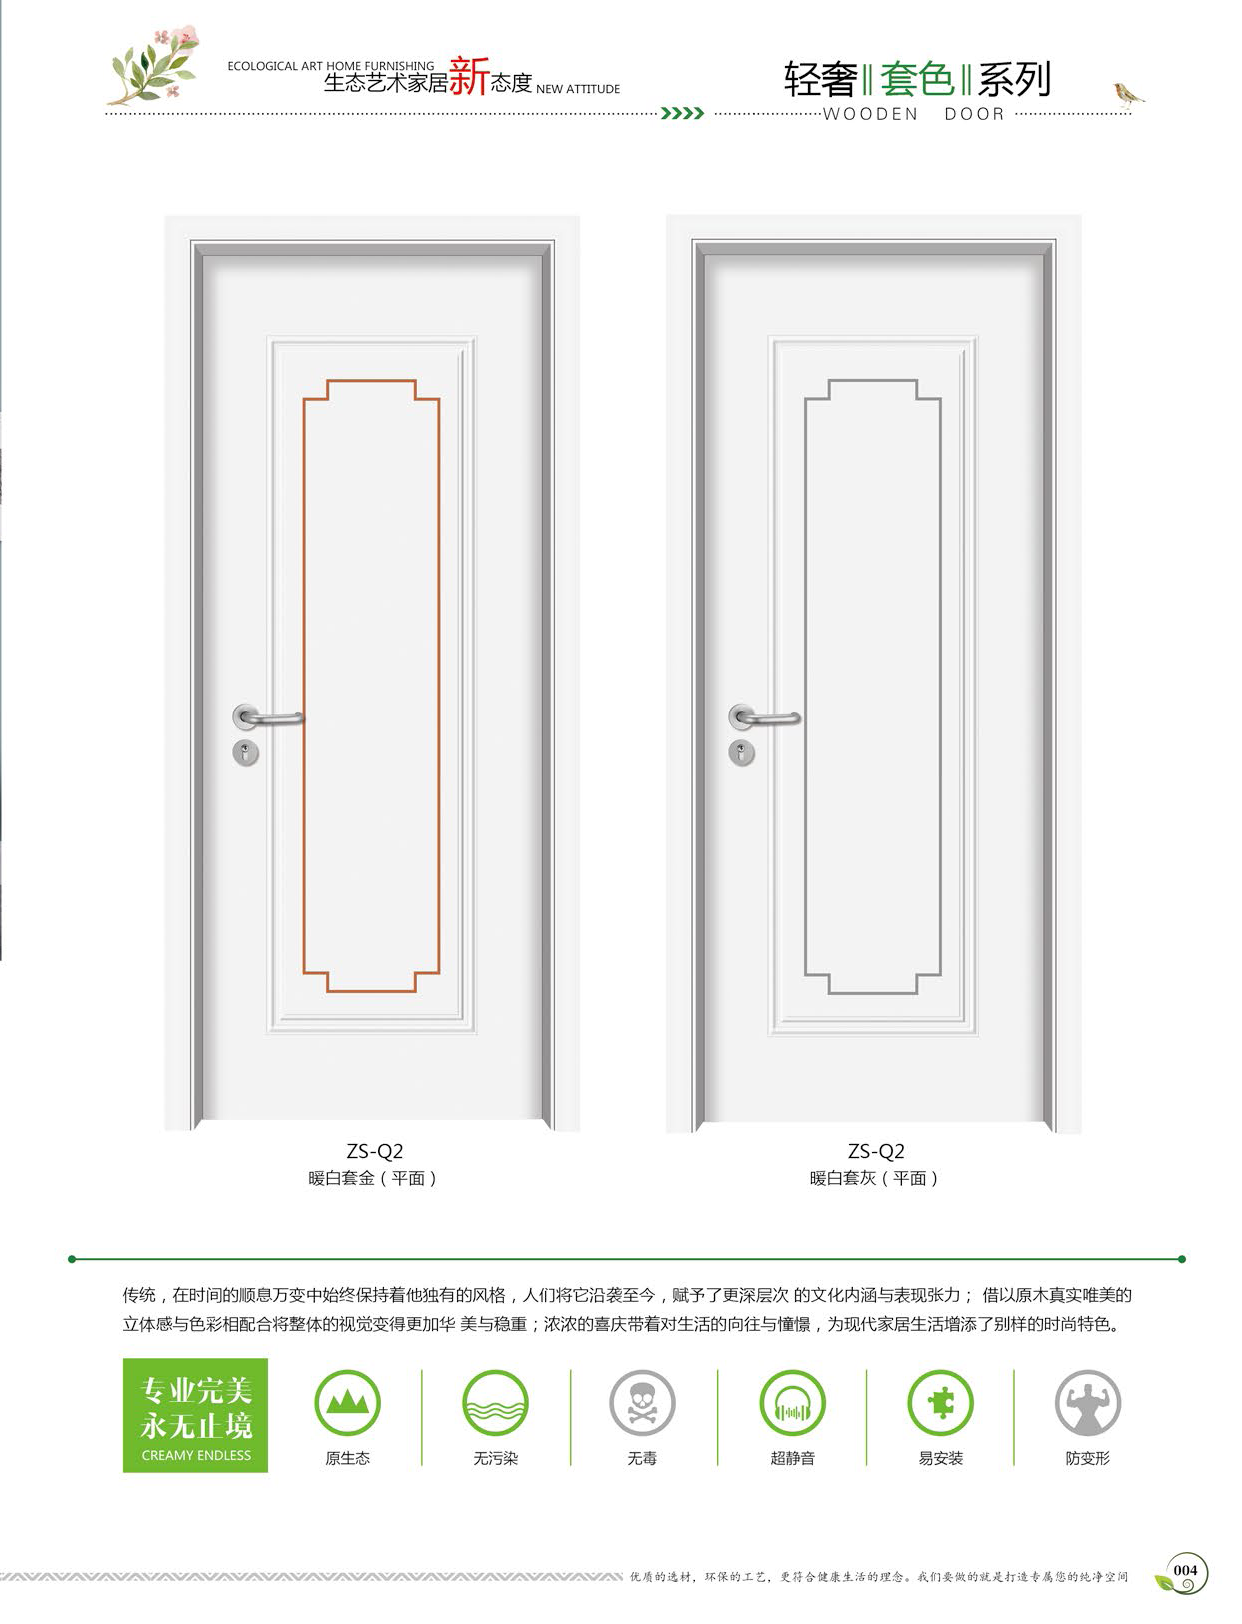 ECOLOGICAL ART HOME FURNISHING
生态艺术家居新态度 NEW ATTITUDE
轻奢‖套色‖系列
WOODEN DOOR
ZS-Q2
暖白套金（平面）
ZS-Q2
暖白套灰（平面）
传统，在时间的顺息万变中始终保持着他独有的风格，人们将它沿袭至今，赋予了更深层次 的文化内涵与表现张力； 借以原木真实唯美的
立体感与色彩相配合将整体的视觉变得更加华 美与稳重；浓浓的喜庆带着对生活的向往与憧憬，为现代家居生活增添了别样的时尚特色。
专业完美
永无止境
CREAMY ENDLESS
原生态
无污染
无毒
超静音
易安装
防变形
优质的选材，环保的工艺，更符合健康生活的理念。我们要做的就是打造专属您的纯净空间
004